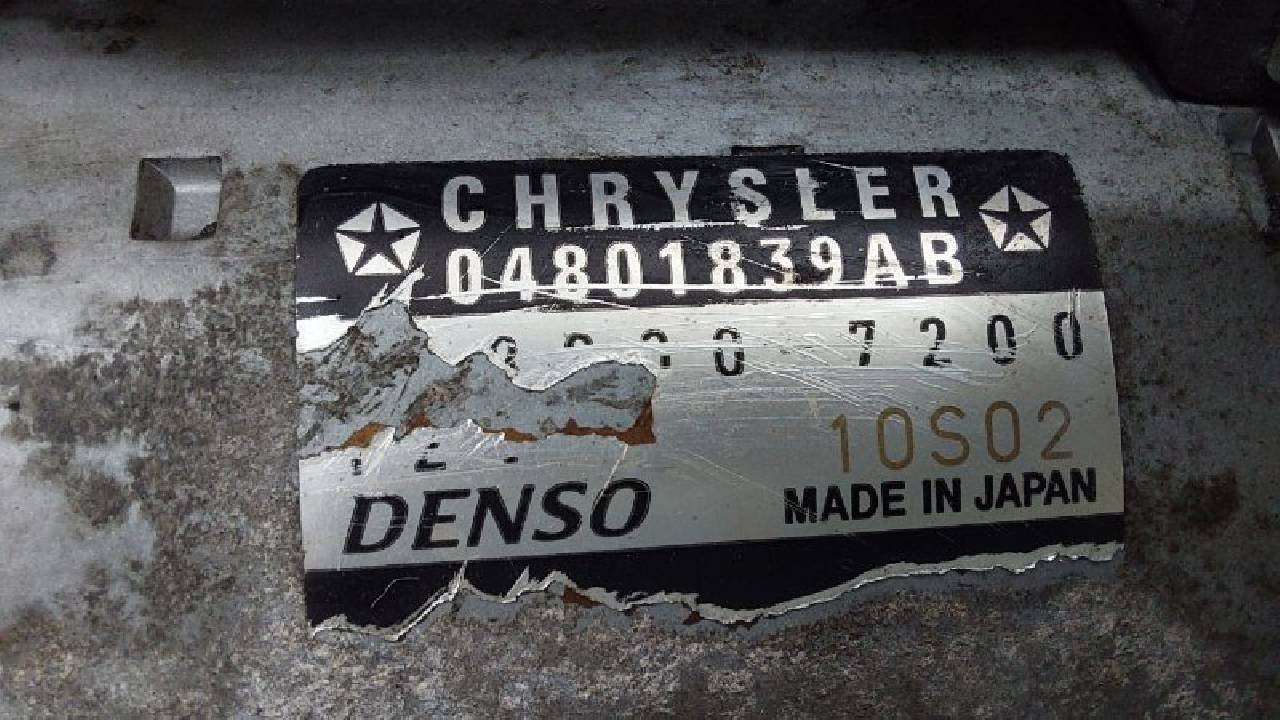 CHRYSLER
04801839AB
7200
10S02
DENSO
MADE IN JAPAN